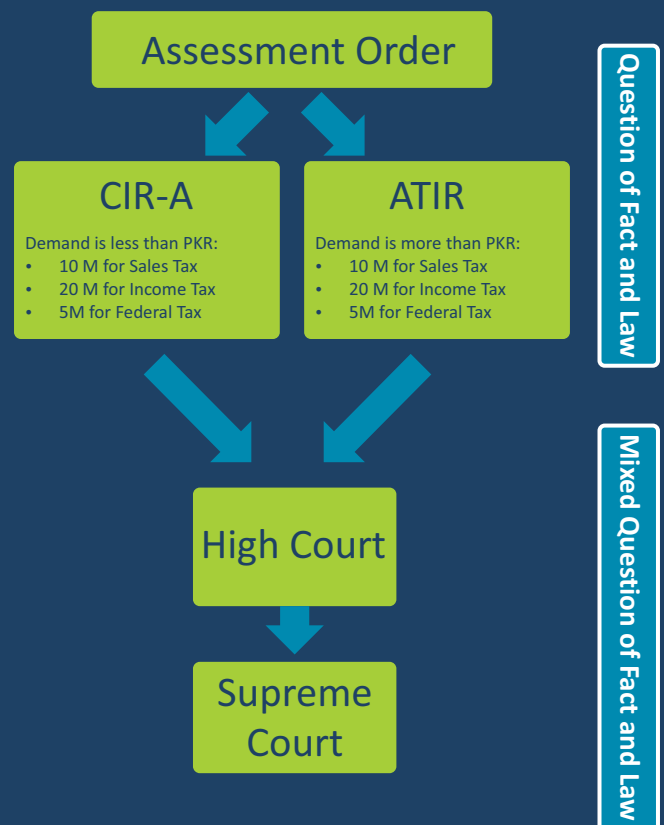 Assessment Order
CIR-A
Demand is less than PKR:
• 10 M for Sales Tax
• 20 M for Income Tax
• 5M for Federal Tax
ATIR
Demand is more than PKR:
• 10 M for Sales Tax
• 20 M for Income Tax
• 5M for Federal Tax
Question of Fact and Law
High Court
Supreme
Court
Mixed Question of Fact and Law